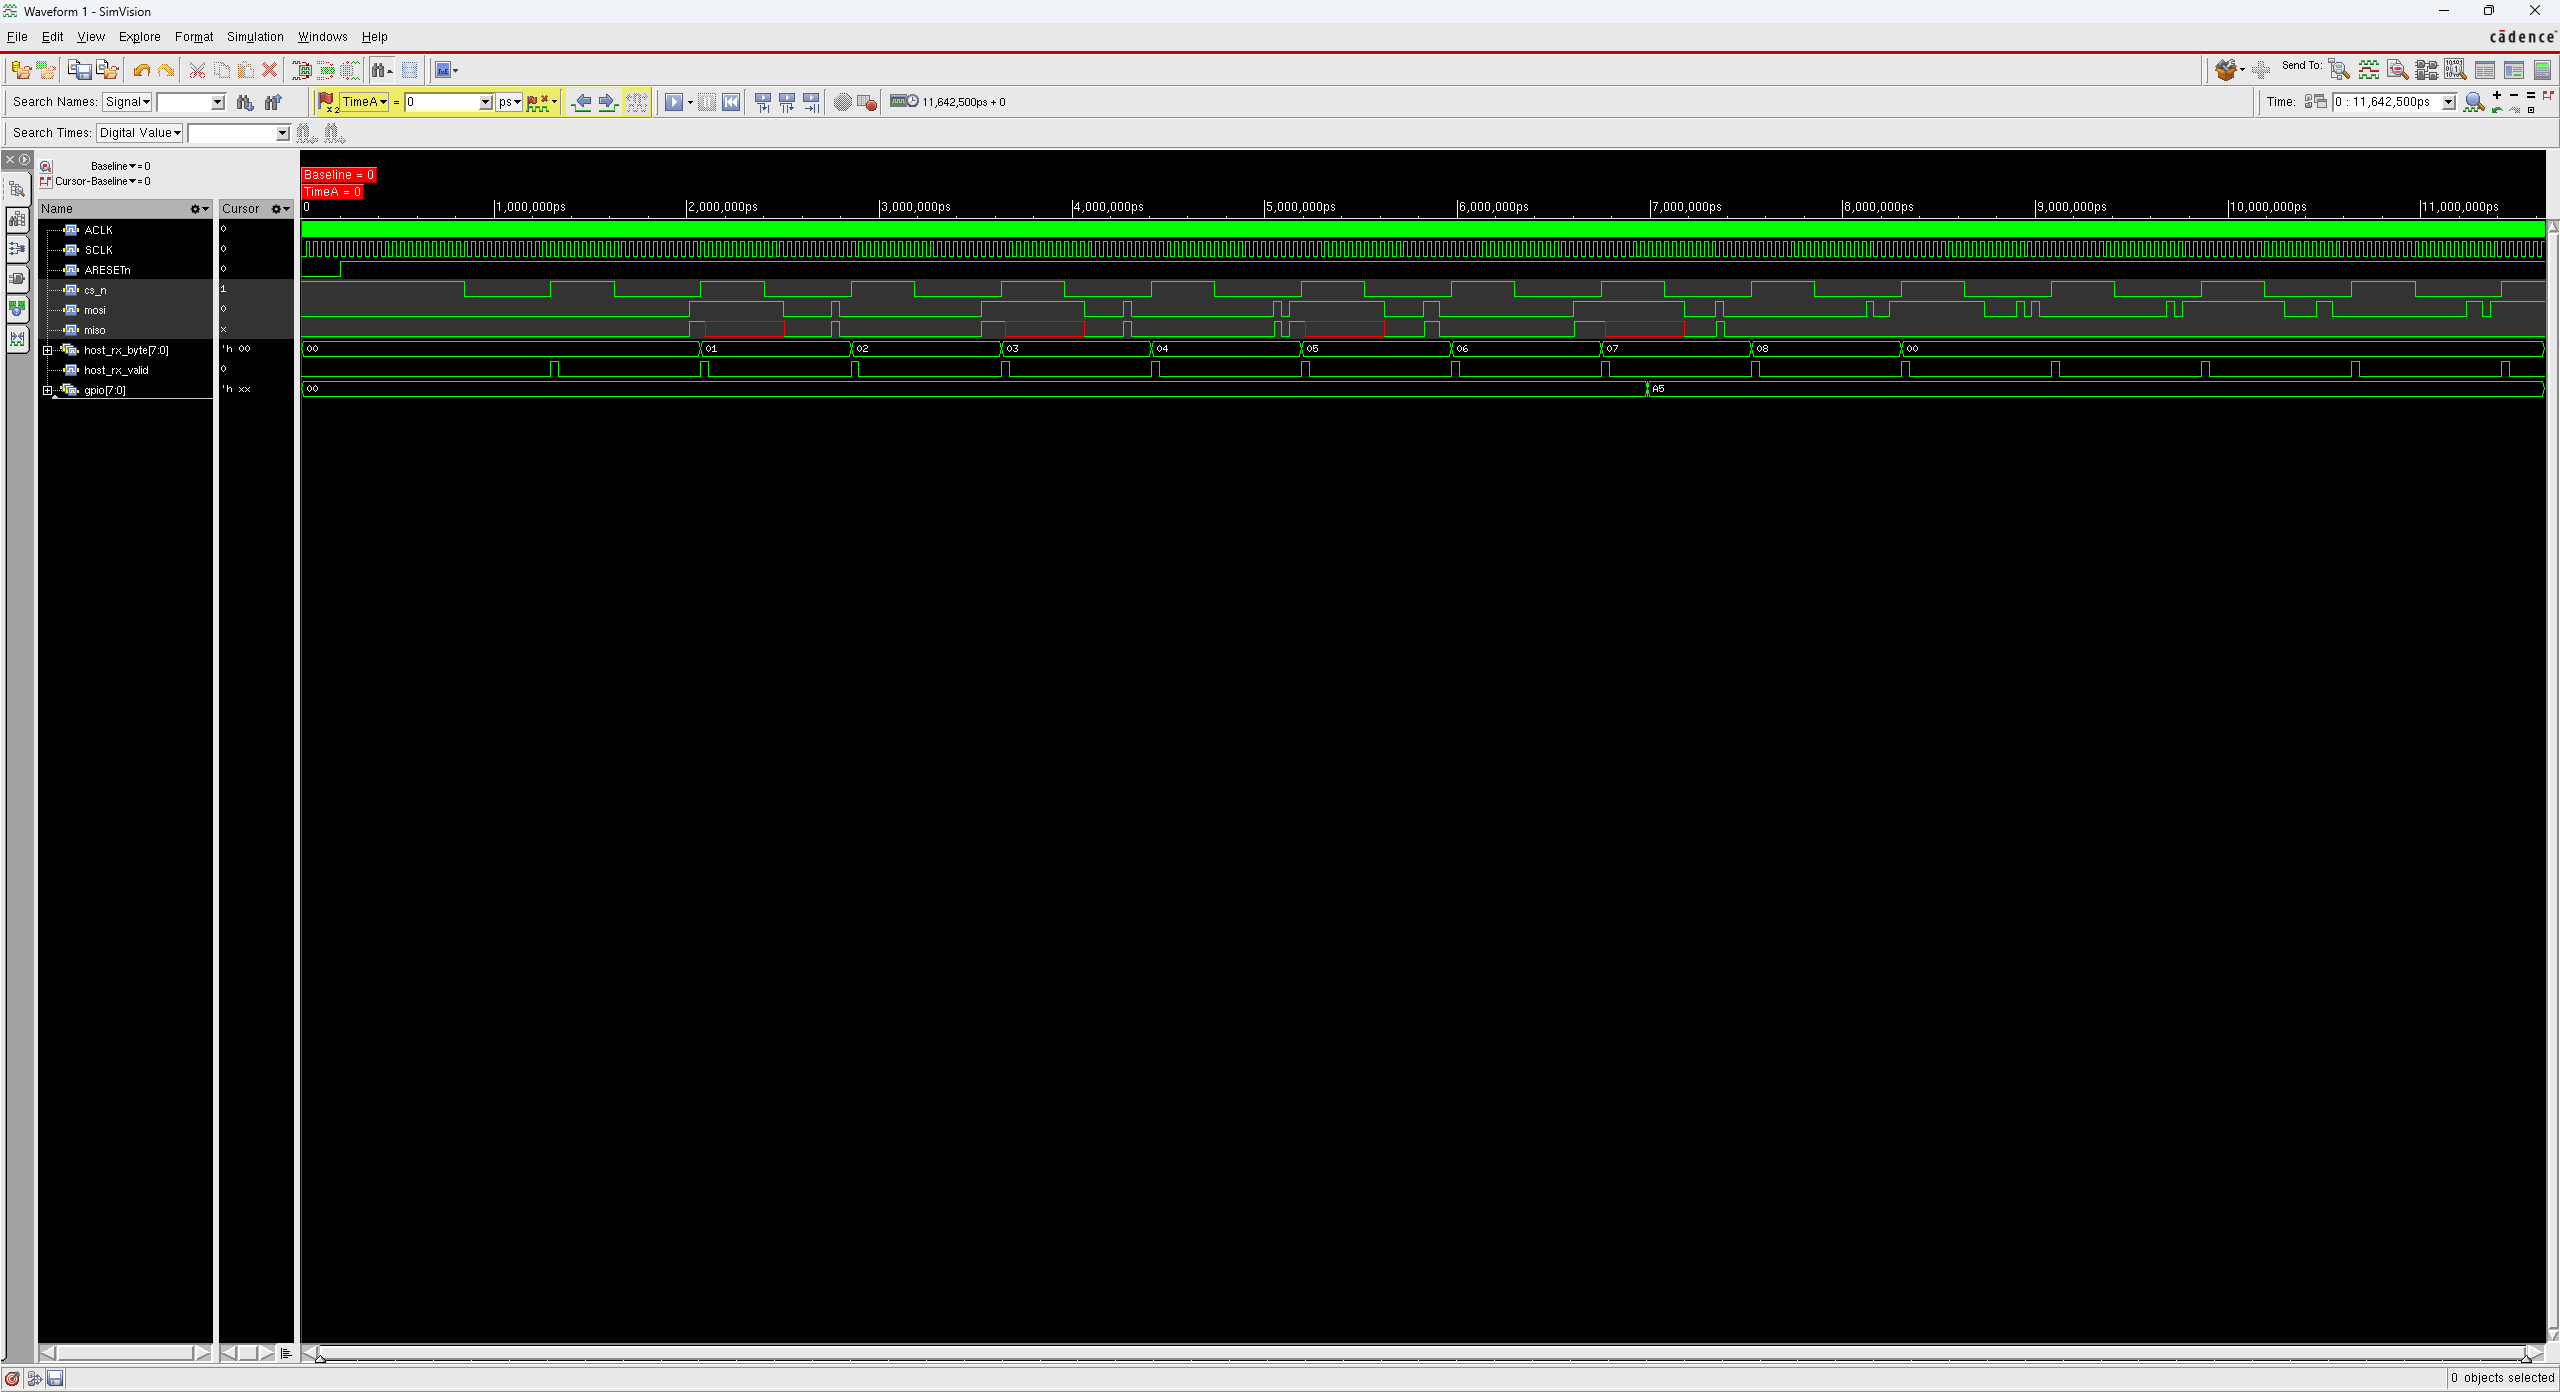 Waveform 1 - SimVision
File Edit View Explore Format Simulation Windows Help
cādence
Send To:
Search Names: Signal
TimeA = 0 ps
11,642,500ps + 0
Time: 0 : 11,642,500ps
Search Times: Digital Value
Baseline = 0
Cursor-Baseline = 0
Baseline = 0
TimeA = 0
Name Cursor
0 1,000,000ps 2,000,000ps 3,000,000ps 4,000,000ps 5,000,000ps 6,000,000ps 7,000,000ps 8,000,000ps 9,000,000ps 10,000,000ps 11,000,000ps
ACLK 0
SCLK 0
ARESETn 0
cs_n 1
mosi 0
miso x
host_rx_byte[7:0] 'h 00 00 01 02 03 04 05 06 07 08 00
host_rx_valid 0
gpio[7:0] 'h xx 00 A5
0 objects selected